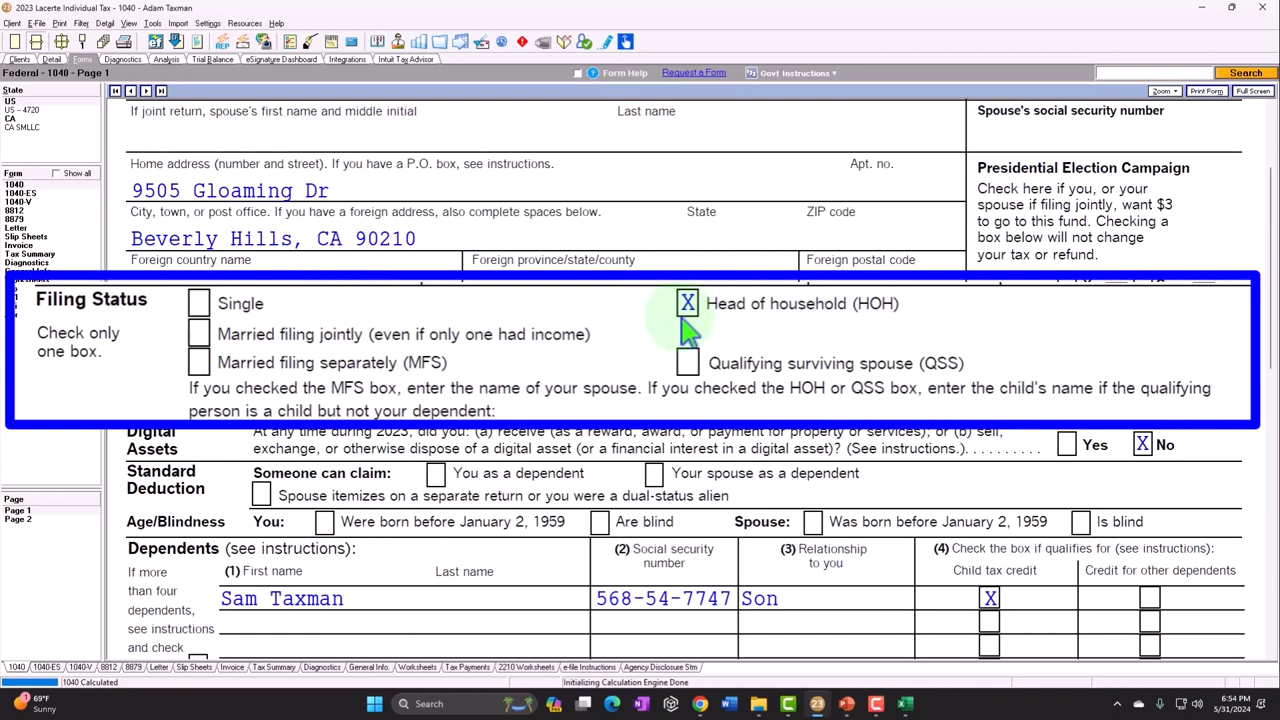 2023 Lacerte Individual Tax - 1040 - Adam Taxman
Client E-File Print Filter Detail View Tools Import Settings Resources Help
Clients Detail Forms Diagnostics Analysis Trial Balance eSignature Dashboard Integrations Intuit Tax Advisor
Federal - 1040 - Page 1 Form Help Request a Form Govt Instructions Search
State
US
US - 4720
CA
CA SMLLC
Zoom Print Form Full Screen
Form Show all
1040
1040-ES
1040-V
8812
8879
Letter
Slip Sheets
Invoice
Tax Summary
Diagnostics
Page
Page 1
Page 2
If joint return, spouse's first name and middle initial Last name Spouse's social security number
Home address (number and street). If you have a P.O. box, see instructions. Apt. no.
9505 Gloaming Dr
City, town, or post office. If you have a foreign address, also complete spaces below. State ZIP code
Beverly Hills, CA 90210
Foreign country name Foreign province/state/county Foreign postal code
Presidential Election Campaign
Check here if you, or your
spouse if filing jointly, want $3
to go to this fund. Checking a
box below will not change
your tax or refund.
Filing Status Single X Head of household (HOH)
Check only
one box.
Married filing jointly (even if only one had income)
Married filing separately (MFS) Qualifying surviving spouse (QSS)
If you checked the MFS box, enter the name of your spouse. If you checked the HOH or QSS box, enter the child's name if the qualifying
person is a child but not your dependent:
Digital
Assets
At any time during 2023, did you: (a) receive (as a reward, award, or payment for property or services); or (b) sell,
exchange, or otherwise dispose of a digital asset (or a financial interest in a digital asset)? (See instructions.) . . . . . . . . . . Yes X No
Standard
Deduction
Someone can claim: You as a dependent Your spouse as a dependent
Spouse itemizes on a separate return or you were a dual-status alien
Age/Blindness You: Were born before January 2, 1959 Are blind Spouse: Was born before January 2, 1959 Is blind
Dependents (see instructions): (2) Social security number (3) Relationship to you (4) Check the box if qualifies for (see instructions):
(1) First name Last name Child tax credit Credit for other dependents
If more
than four
dependents,
see instructions
and check
Sam Taxman 568-54-7747 Son X
1040 1040-ES 1040-V 8812 8879 Letter Slip Sheets Invoice Tax Summary Diagnostics General Info. Worksheets Tax Payments 2210 Worksheets e-file Instructions Agency Disclosure Stm
1040 Calculated Initializing Calculation Engine Done
69°F
Sunny
Search
23
6:54 PM
5/31/2024